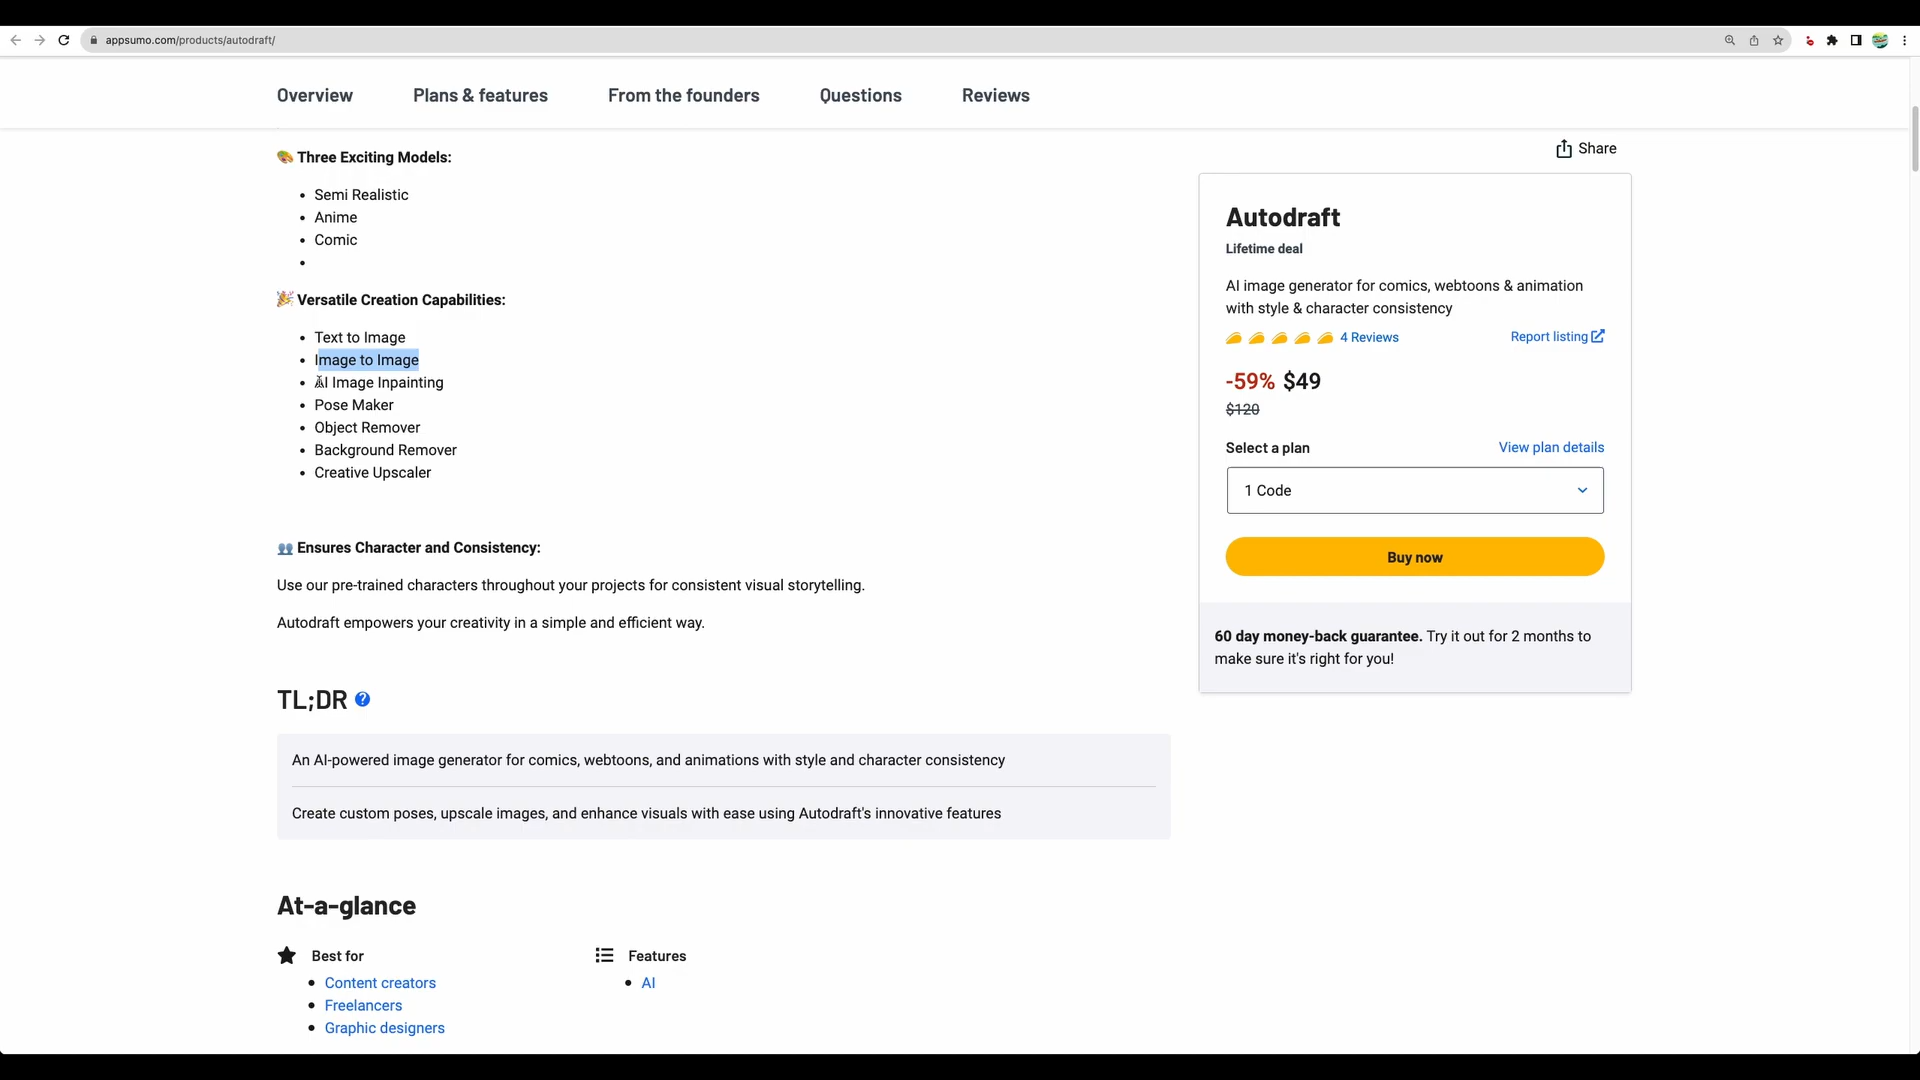 appsumo.com/products/autodraft/
Overview
Plans & features
From the founders
Questions
Reviews
Three Exciting Models:
Semi Realistic
Anime
Comic
Versatile Creation Capabilities:
Text to Image
Image to Image
AI Image Inpainting
Pose Maker
Object Remover
Background Remover
Creative Upscaler
Ensures Character and Consistency:
Use our pre-trained characters throughout your projects for consistent visual storytelling.
Autodraft empowers your creativity in a simple and efficient way.
TL;DR
An AI-powered image generator for comics, webtoons, and animations with style and character consistency
Create custom poses, upscale images, and enhance visuals with ease using Autodraft's innovative features
At-a-glance
Best for
Content creators
Freelancers
Graphic designers
Features
AI
Share
Autodraft
Lifetime deal
AI image generator for comics, webtoons & animation
with style & character consistency
4 Reviews
Report listing
-59% $49
$120
Select a plan
View plan details
1 Code
Buy now
60 day money-back guarantee. Try it out for 2 months to
make sure it's right for you!